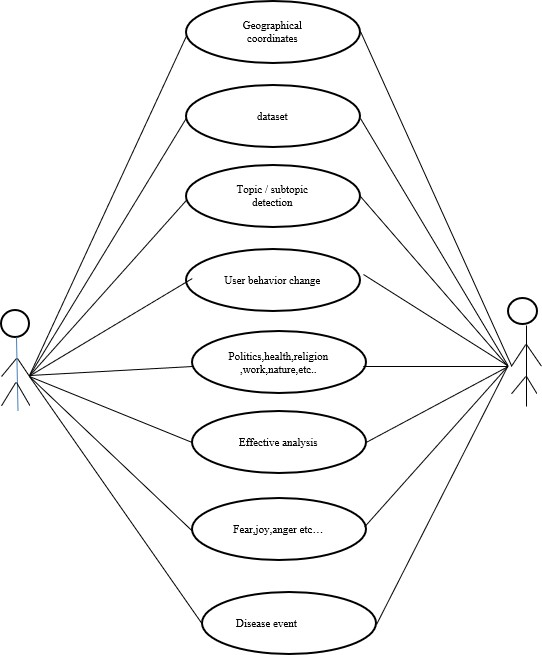 Geographical
coordinates
dataset
Topic / subtopic
detection
User behavior change
Politics,health,religion
,work,nature,etc..
Effective analysis
Fear,joy,anger etc…
Disease event